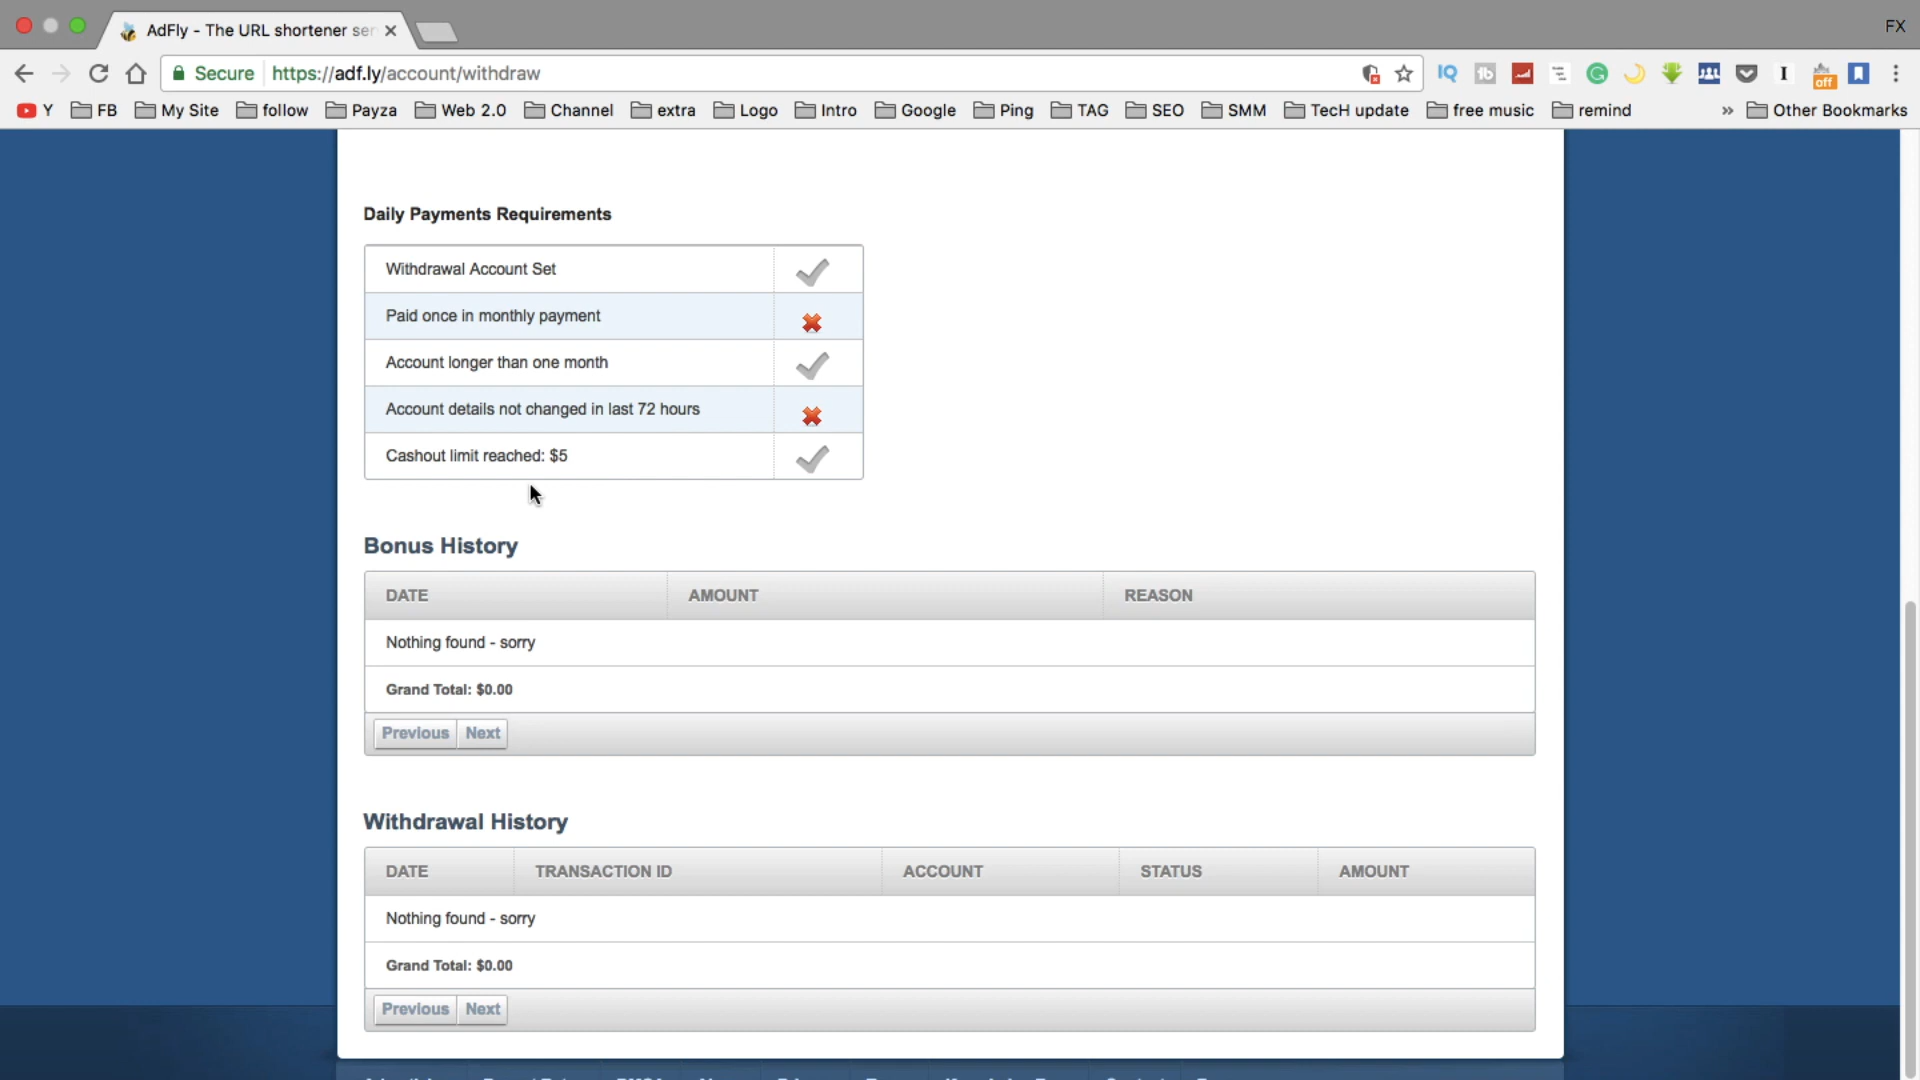 AdFly - The URL shortener ser
FX
Secure https://adf.ly/account/withdraw
IQ
tb
G
I
off
Y FB My Site follow Payza Web 2.0 Channel extra Logo Intro Google Ping TAG SEO SMM TecH update free music remind » Other Bookmarks
Daily Payments Requirements
Withdrawal Account Set
Paid once in monthly payment
Account longer than one month
Account details not changed in last 72 hours
Cashout limit reached: $5
Bonus History
DATE AMOUNT REASON
Nothing found - sorry
Grand Total: $0.00
Previous Next
Withdrawal History
DATE TRANSACTION ID ACCOUNT STATUS AMOUNT
Nothing found - sorry
Grand Total: $0.00
Previous Next